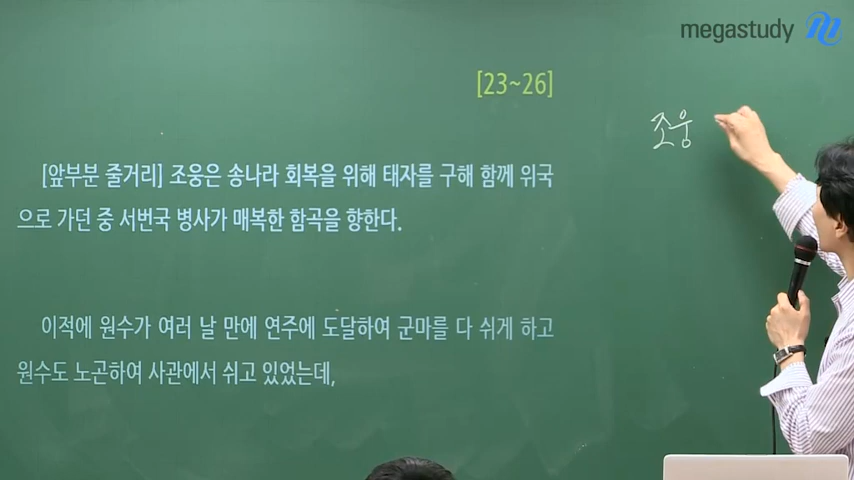 megastudy
[23~26]
조웅
[앞부분 줄거리] 조웅은 송나라 회복을 위해 태자를 구해 함께 위국
으로 가던 중 서번국 병사가 매복한 함곡을 향한다.
이적에 원수가 여러 날 만에 연주에 도달하여 군마를 다 쉬게 하고
원수도 노곤하여 사관에서 쉬고 있었는데,